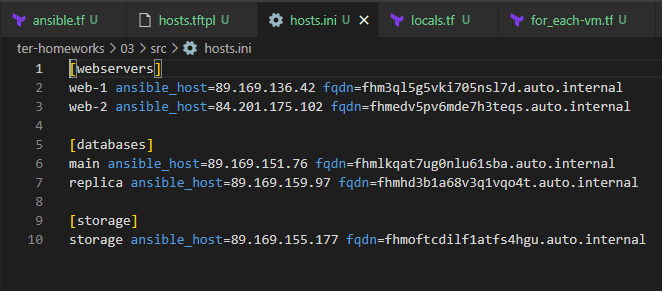 ansible.tf U hosts.tftpl U hosts.ini U × locals.tf U for_each-vm.tf U
ter-homeworks > 03 > src > hosts.ini
1 [webservers]
2 web-1 ansible_host=89.169.136.42 fqdn=fhm3ql5g5vki705nsl7d.auto.internal
3 web-2 ansible_host=84.201.175.102 fqdn=fhmedv5pv6mde7h3teqs.auto.internal
4
5 [databases]
6 main ansible_host=89.169.151.76 fqdn=fhmlkqat7ug0nlu61sba.auto.internal
7 replica ansible_host=89.169.159.97 fqdn=fhmhd3b1a68v3q1vqo4t.auto.internal
8
9 [storage]
10 storage ansible_host=89.169.155.177 fqdn=fhmoftcdilf1atfs4hgu.auto.internal